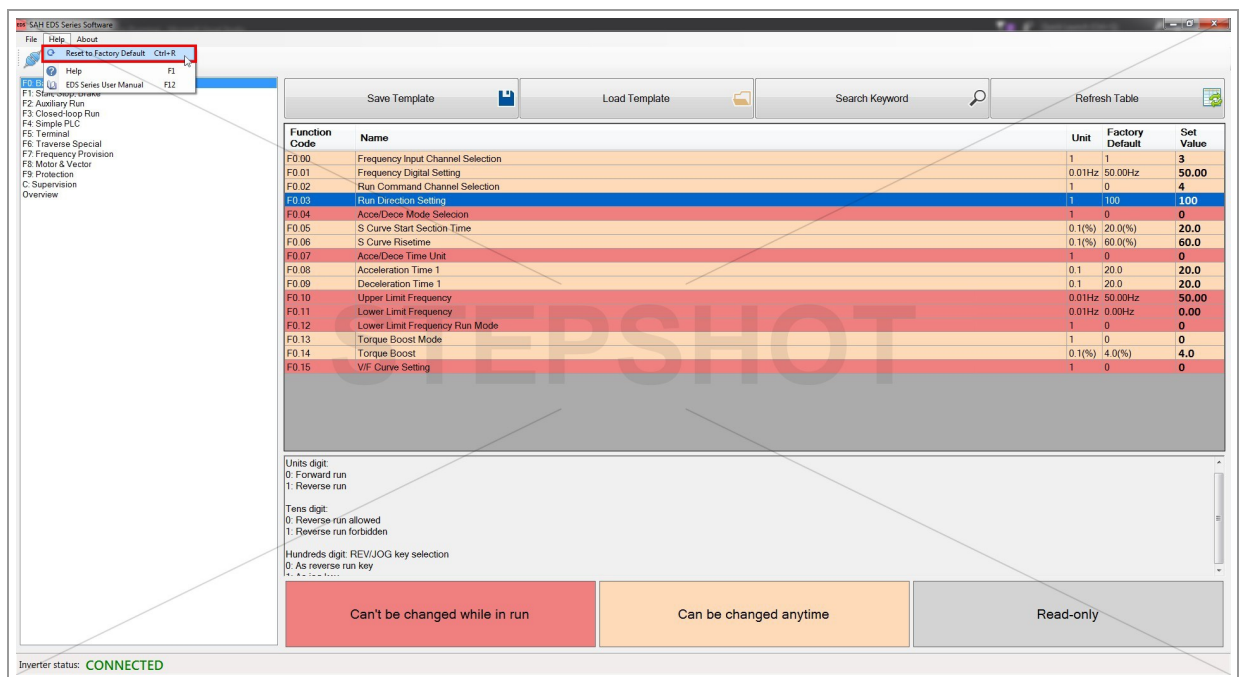 EDS SAH EDS Series Software
File Help About
Reset to Factory Default Ctrl+R
Help F1
EDS Series User Manual F12
F1: Start, Stop, Brake
F2: Auxiliary Run
F3: Closed-loop Run
F4: Simple PLC
F5: Terminal
F6: Traverse Special
F7: Frequency Provision
F8: Motor & Vector
F9: Protection
C: Supervision
Overview
Save Template Load Template Search Keyword Refresh Table
Function Code Name Unit Factory Default Set Value
F0.00 Frequency Input Channel Selection 1 1 3
F0.01 Frequency Digital Setting 0.01Hz 50.00Hz 50.00
F0.02 Run Command Channel Selection 1 0 4
F0.03 Run Direction Setting 1 100 100
F0.04 Acce/Dece Mode Selecion 1 0 0
F0.05 S Curve Start Section Time 0.1(%) 20.0(%) 20.0
F0.06 S Curve Risetime 0.1(%) 60.0(%) 60.0
F0.07 Acce/Dece Time Unit 1 0 0
F0.08 Acceleration Time 1 0.1 20.0 20.0
F0.09 Deceleration Time 1 0.1 20.0 20.0
F0.10 Upper Limit Frequency 0.01Hz 50.00Hz 50.00
F0.11 Lower Limit Frequency 0.01Hz 0.00Hz 0.00
F0.12 Lower Limit Frequency Run Mode 1 0 0
F0.13 Torque Boost Mode 1 0 0
F0.14 Torque Boost 0.1(%) 4.0(%) 4.0
F0.15 V/F Curve Setting 1 0 0
STEPSHOT
Units digit:
0: Forward run
1: Reverse run
Tens digit:
0: Reverse run allowed
1: Reverse run forbidden
Hundreds digit: REV/JOG key selection
0: As reverse run key
Can't be changed while in run Can be changed anytime Read-only
Inverter status: CONNECTED